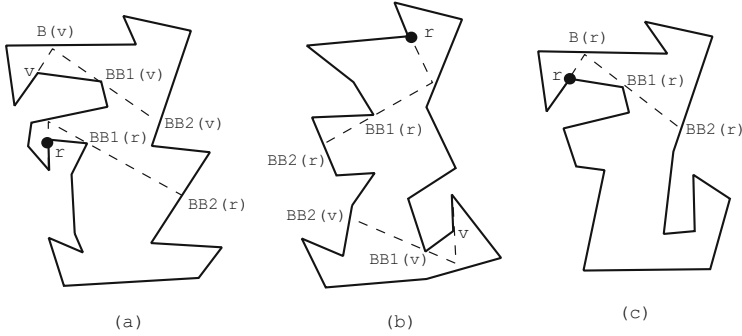 B(v)
v
BB1(v)
BB2(v)
BB1(r)
r
BB2(r)
(a)
r
BB1(r)
BB2(r)
BB2(v)
v
BB1(v)
(b)
B(r)
r
BB1(r)
BB2(r)
(c)